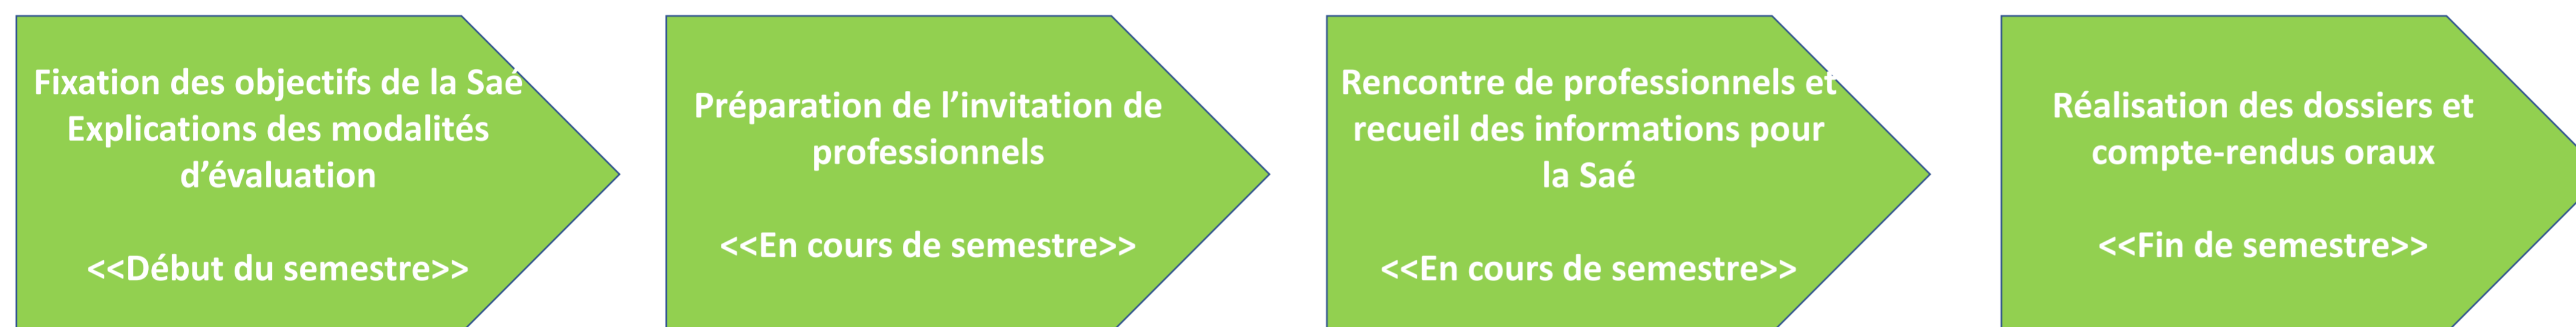 Fixation des objectifs de la Saé
Explications des modalités
d’évaluation
<<Début du semestre>>
Préparation de l’invitation de
professionnels
<<En cours de semestre>>
Rencontre de professionnels et
recueil des informations pour
la Saé
<<En cours de semestre>>
Réalisation des dossiers et
compte-rendus oraux
<<Fin de semestre>>